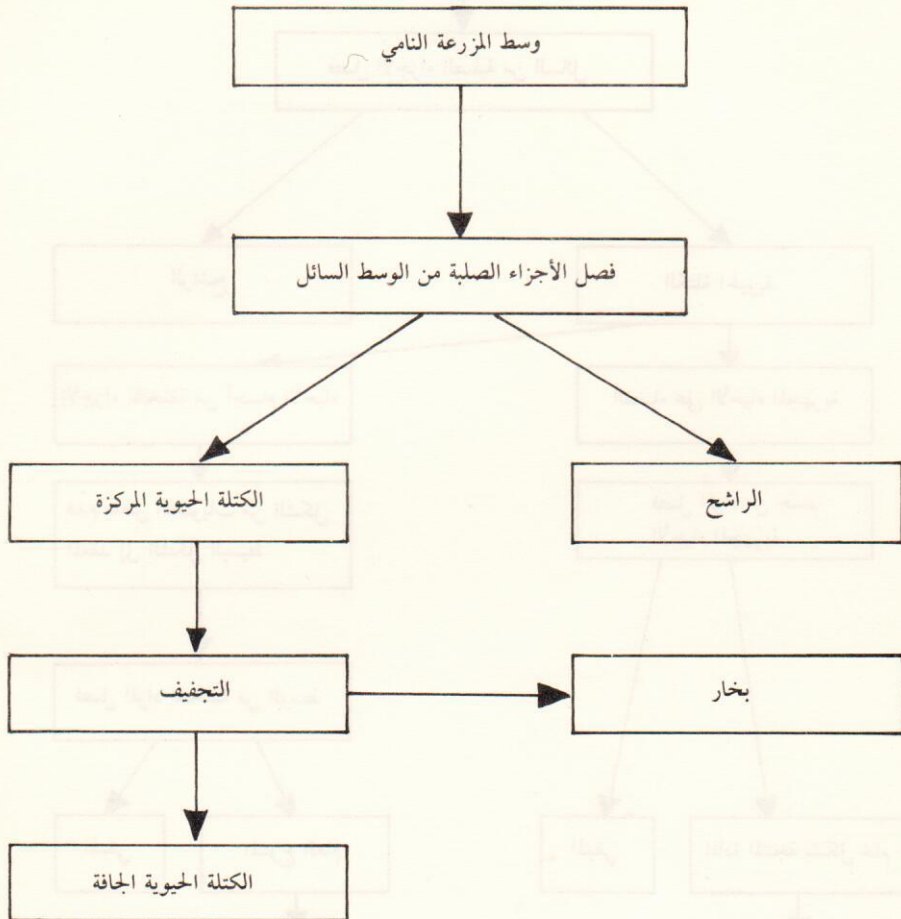 وسط المزرعة النامي
فصل الأجزاء الصلبة من الوسط السائل
الكتلة الحيوية المركزة
الراشح
التجفيف
بخار
الكتلة الحيوية الجافة